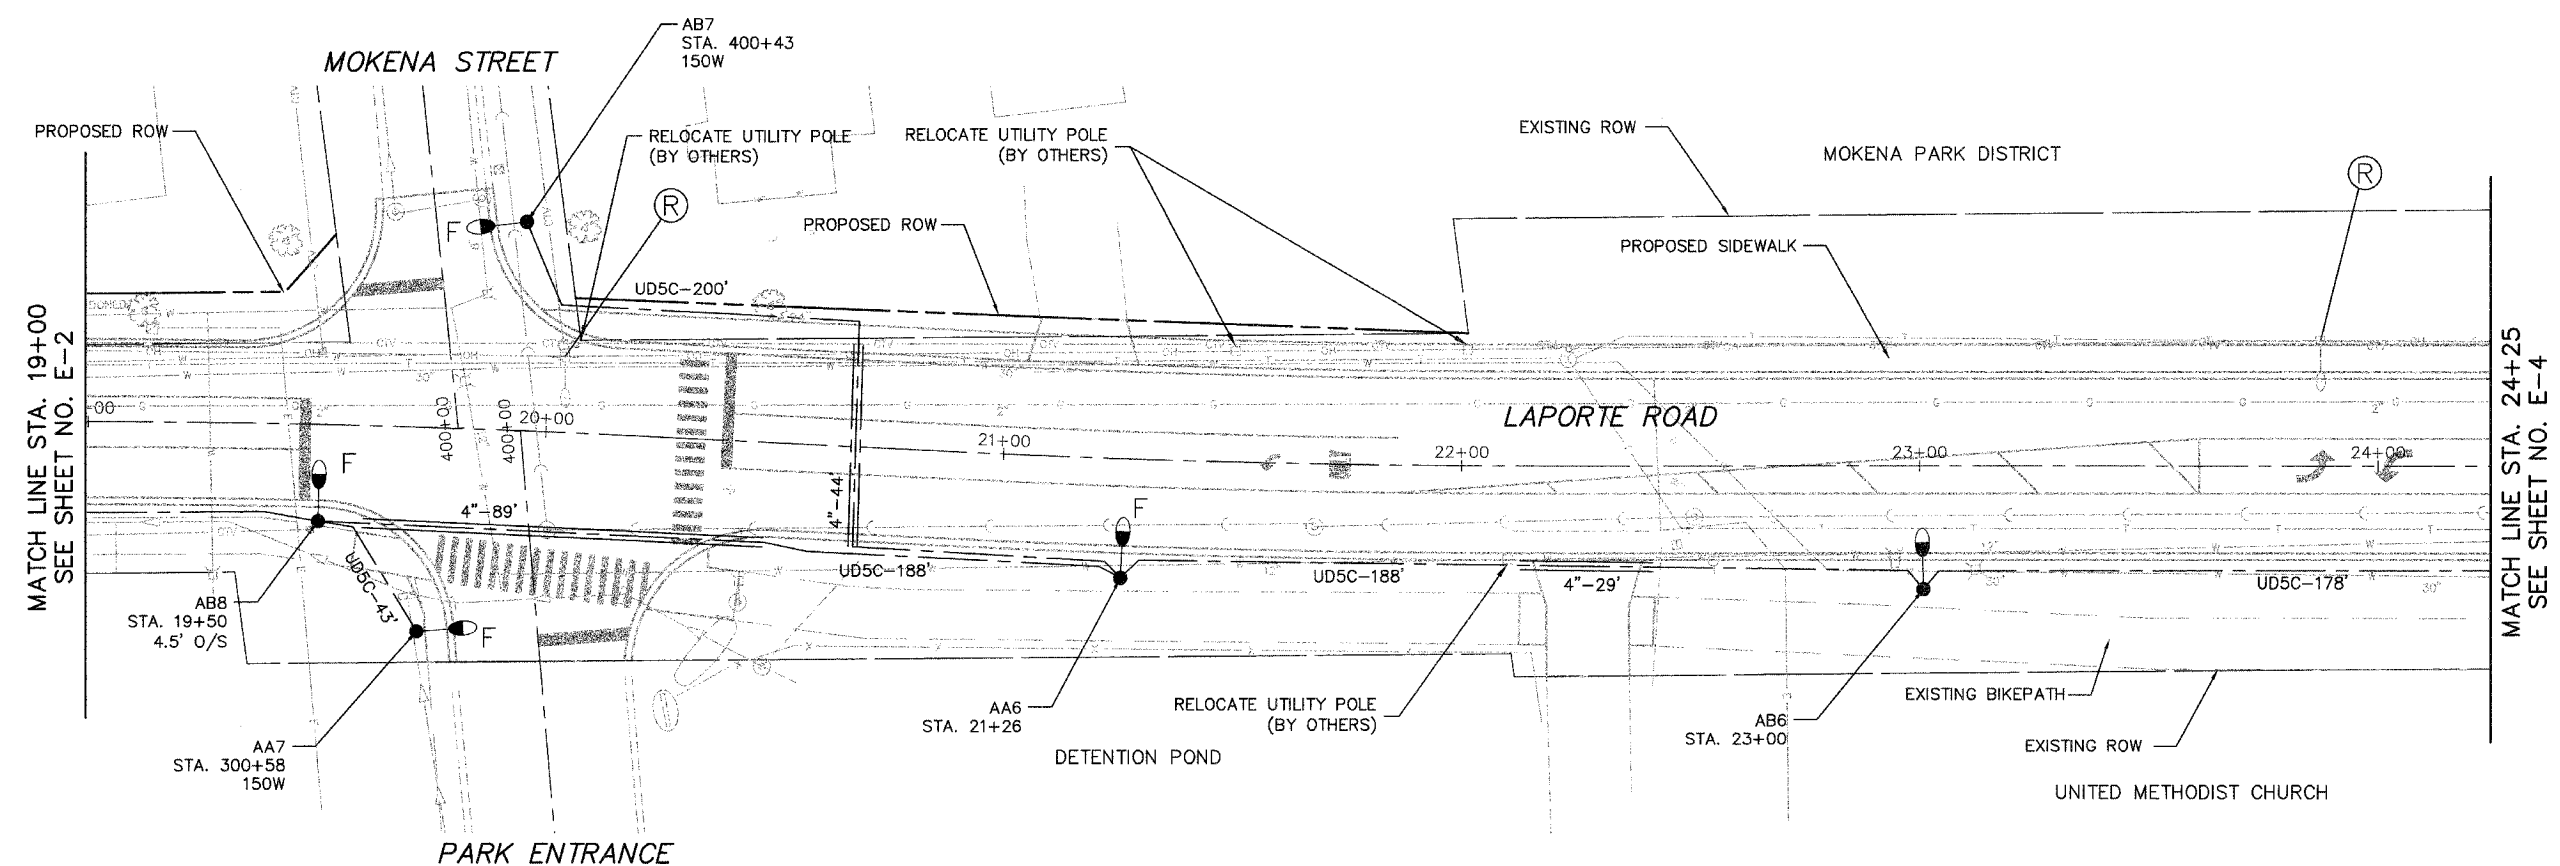 AB7
STA. 400+43
150W
MOKENA STREET
PROPOSED ROW
RELOCATE UTILITY POLE
(BY OTHERS)
RELOCATE UTILITY POLE
(BY OTHERS)
EXISTING ROW
MOKENA PARK DISTRICT
R
R
F
PROPOSED ROW
PROPOSED SIDEWALK
UD5C-200'
MATCH LINE STA. 19+00
SEE SHEET NO. E-2
MATCH LINE STA. 24+25
SEE SHEET NO. E-4
400+00
400+00
20+00
21+00
22+00
23+00
24+00
LAPORTE ROAD
F
4"-89'
4"-44'
F
UD5C-43'
UD5C-188'
UD5C-188'
4"-29'
UD5C-178'
AB8
STA. 19+50
4.5' O/S
F
AA7
STA. 300+58
150W
AA6
STA. 21+26
RELOCATE UTILITY POLE
(BY OTHERS)
AB6
STA. 23+00
EXISTING BIKEPATH
EXISTING ROW
DETENTION POND
UNITED METHODIST CHURCH
PARK ENTRANCE